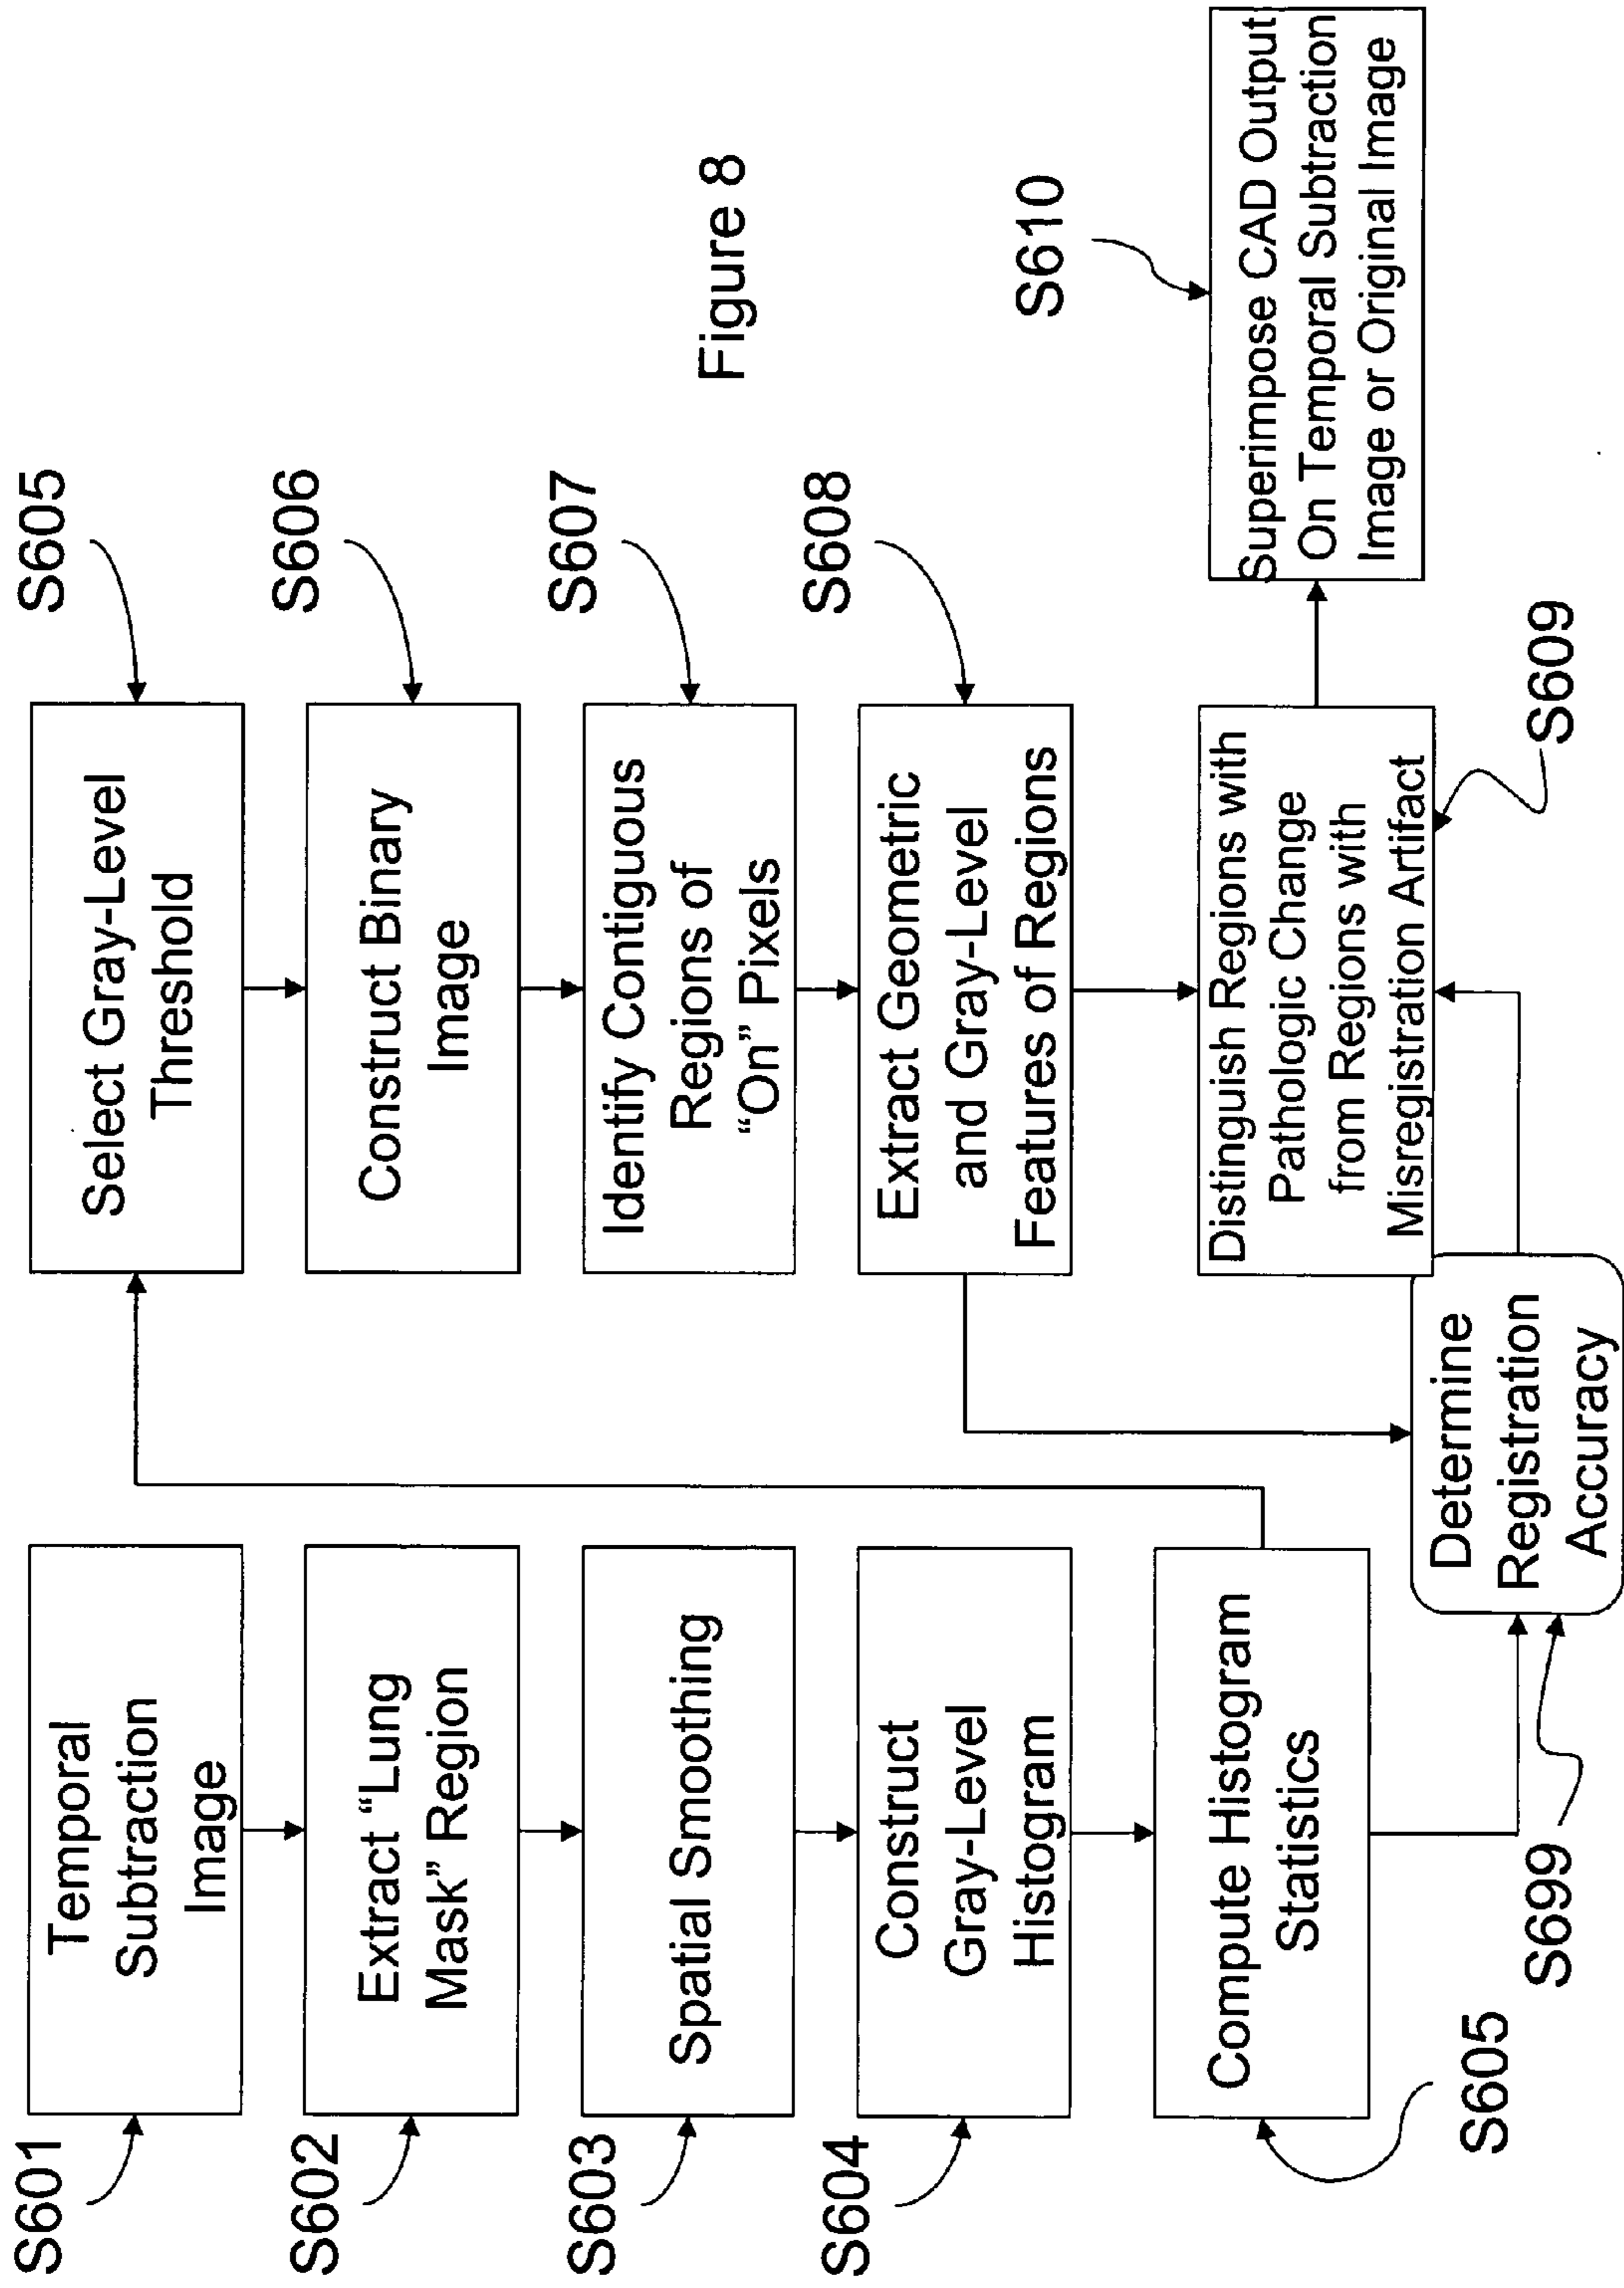 S601
Temporal
Subtraction
Image
S602
Extract “Lung
Mask” Region
S603
Spatial Smoothing
S604
Construct
Gray-Level
Histogram
Compute Histogram
Statistics
S605
S699
Determine
Registration
Accuracy
S605
Select Gray-Level
Threshold
S606
Construct Binary
Image
S607
Identify Contiguous
Regions of
“On” Pixels
S608
Extract Geometric
and Gray-Level
Features of Regions
Distinguish Regions with
Pathologic Change
from Regions with
Misregistration Artifact
S609
Figure 8
S610
Superimpose CAD Output
On Temporal Subtraction
Image or Original Image